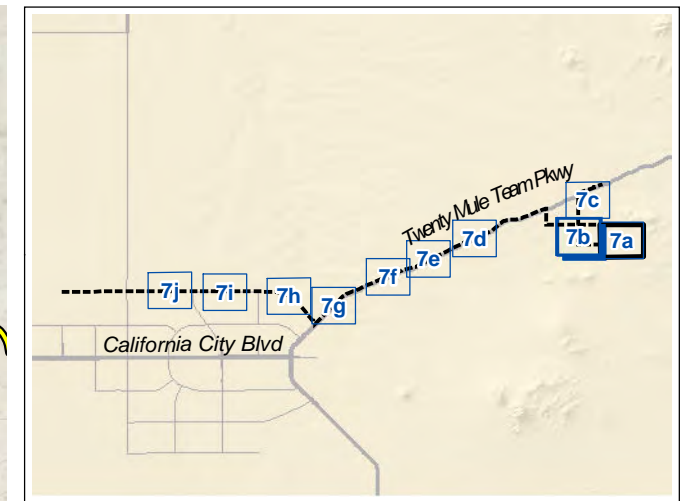 Twenty Mule Team Pkwy
7c
7b
7a
7d
7e
7f
7g
7h
7i
7j
California City Blvd